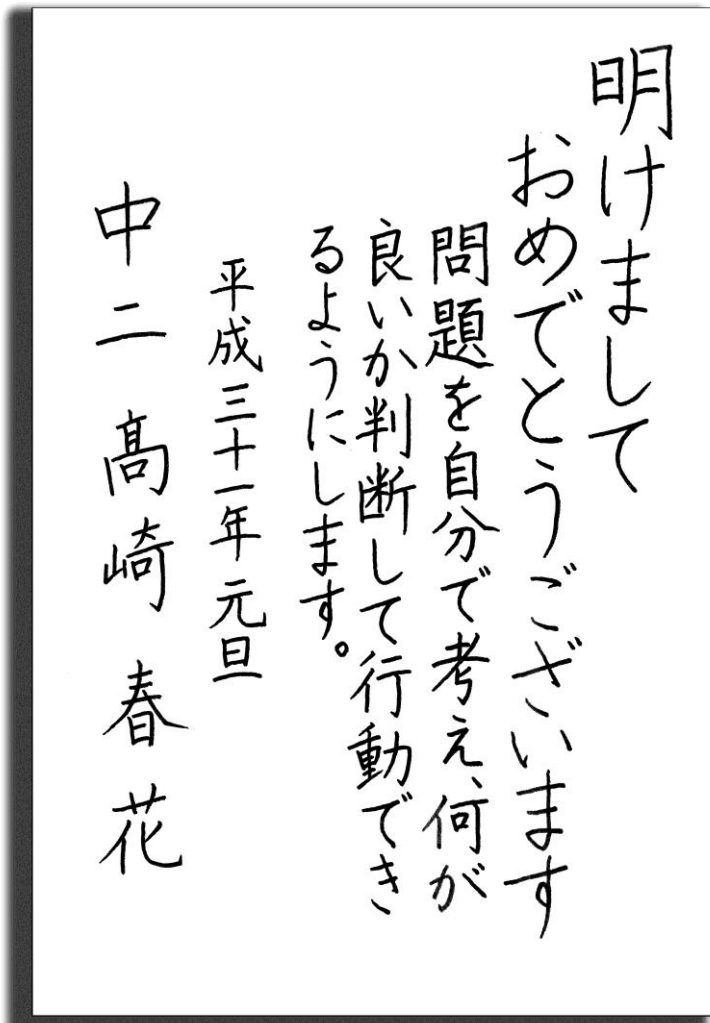 明けまして
おめでとうございます
問題を自分で考え、何が
良いか判断して行動でき
るようにします。
平成三十一年元旦
中二 髙崎 春花